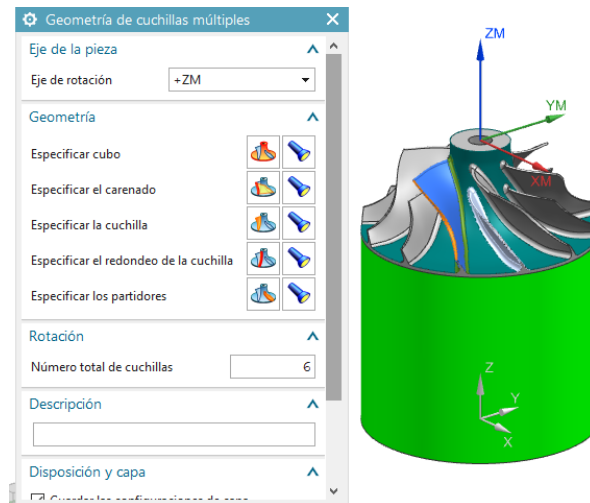 Geometría de cuchillas múltiples
Eje de la pieza
Eje de rotación
+ZM
Geometría
Especificar cubo
Especificar el carenado
Especificar la cuchilla
Especificar el redondeo de la cuchilla
Especificar los partidores
Rotación
Número total de cuchillas
6
Descripción
Disposición y capa
ZM
YM
XM
Z
Y
X